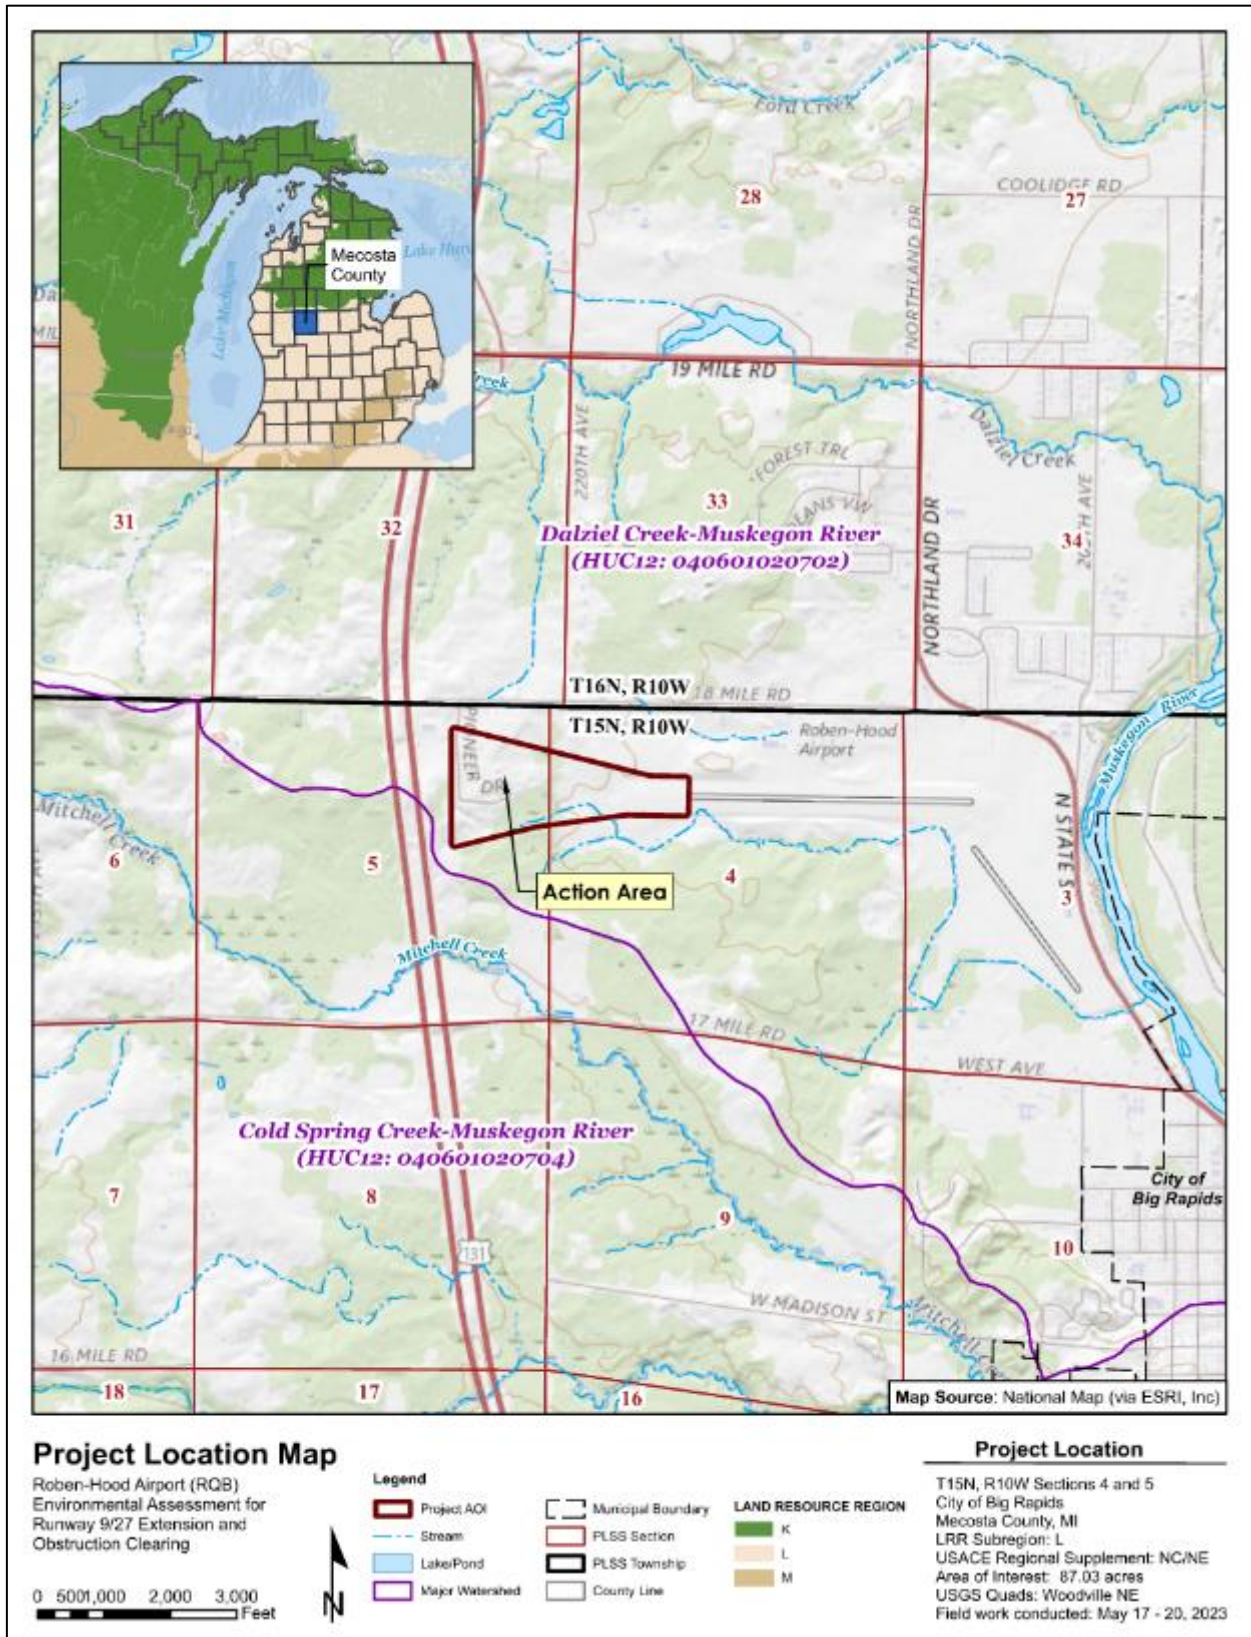 Ford Creek
COOLIDGE RD
28
27
Mecosta
County
Lake Michigan
NORTHLAND DR
19 MILE RD
Dalziel Creek
220TH AVE
FOREST TRL
33
31
32
34
NORTHLAND DR
Dalziel Creek-Muskegon River
(HUC12: 040601020702)
T16N, R10W
18 MILE RD
T15N, R10W
Roben-Hood
Airport
Muskegon River
DR
N STATE S
Mitchell Creek
6
5
4
3
Action Area
Mitchell Creek
17 MILE RD
WEST AVE
Cold Spring Creek-Muskegon River
(HUC12: 040601020704)
City of
Big Rapids
7
8
9
10
131
W MADISON ST
16 MILE RD
18
17
16
Map Source: National Map (via ESRI, Inc)
Project Location Map
Roben-Hood Airport (RQB)
Environmental Assessment for
Runway 9/27 Extension and
Obstruction Clearing
0 500 1,000 2,000 3,000
Feet
N
Legend
Project AOI
Stream
Lake/Pond
Major Watershed
Municipal Boundary
PLSS Section
PLSS Township
County Line
LAND RESOURCE REGION
K
L
M
Project Location
T15N, R10W Sections 4 and 5
City of Big Rapids
Mecosta County, MI
LRR Subregion: L
USACE Regional Supplement: NC/NE
Area of Interest: 87.03 acres
USGS Quads: Woodville NE
Field work conducted: May 17 - 20, 2023